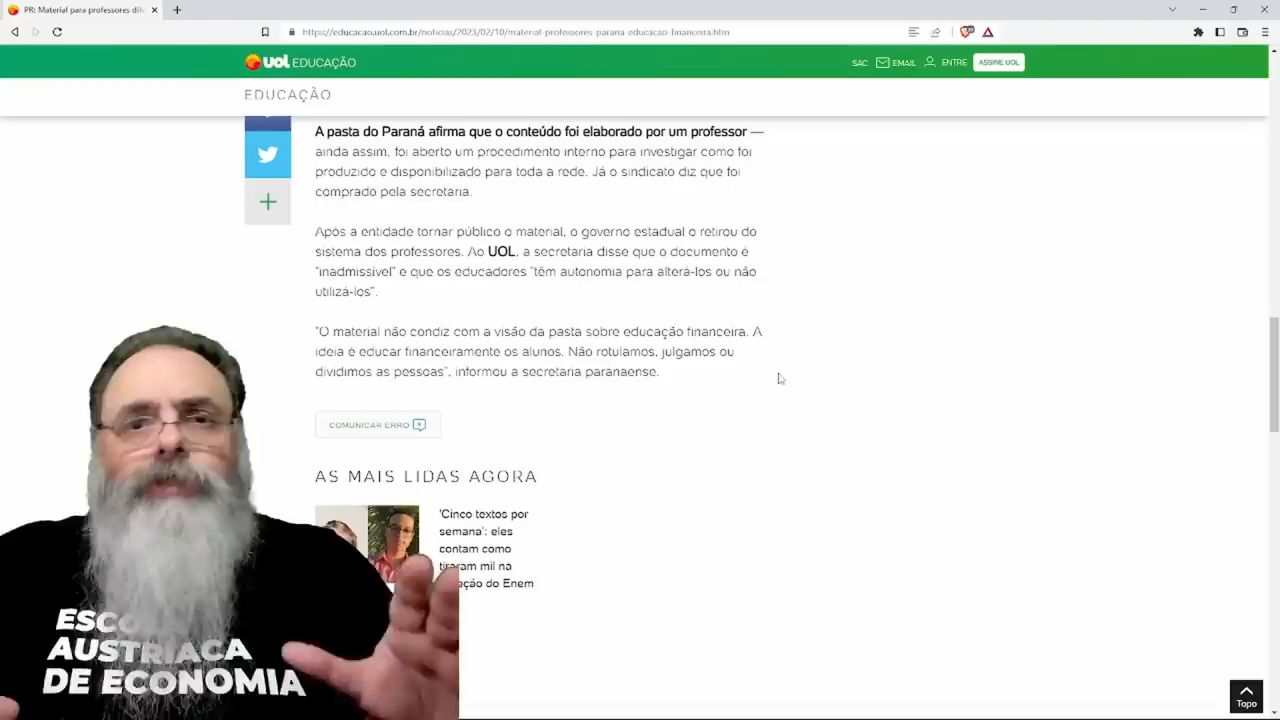 PR: Material para professores dif
https://educacao.uol.com.br/noticias/2023/02/10/material-professores-parana-educacao-financeira.htm
UOL EDUCAÇÃO
SAC EMAIL ENTRE ASSINE UOL
EDUCAÇÃO
A pasta do Paraná afirma que o conteúdo foi elaborado por um professor —
ainda assim, foi aberto um procedimento interno para investigar como foi
produzido e disponibilizado para toda a rede. Já o sindicato diz que foi
comprado pela secretaria.
Após a entidade tornar público o material, o governo estadual o retirou do
sistema dos professores. Ao UOL, a secretaria disse que o documento é
"inadmissível" e que os educadores "têm autonomia para alterá-los ou não
utilizá-los".
"O material não condiz com a visão da pasta sobre educação financeira. A
ideia é educar financeiramente os alunos. Não rotulamos, julgamos ou
dividimos as pessoas", informou a secretaria paranaense.
COMUNICAR ERRO
AS MAIS LIDAS AGORA
'Cinco textos por
semana': eles
contam como
tiraram mil na
do Enem
AUSTRIACA
DE ECONOMIA
Topo